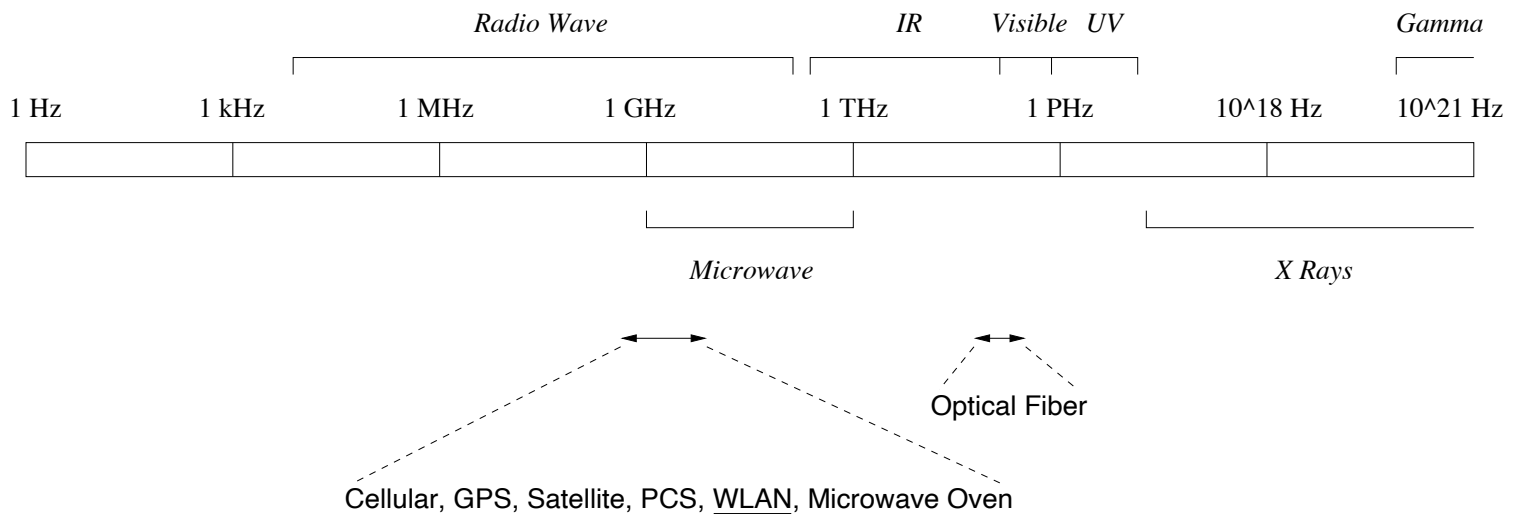 Radio Wave IR Visible UV Gamma
1 Hz 1 kHz 1 MHz 1 GHz 1 THz 1 PHz 10^18 Hz 10^21 Hz
Microwave X Rays
Optical Fiber
Cellular, GPS, Satellite, PCS, WLAN, Microwave Oven